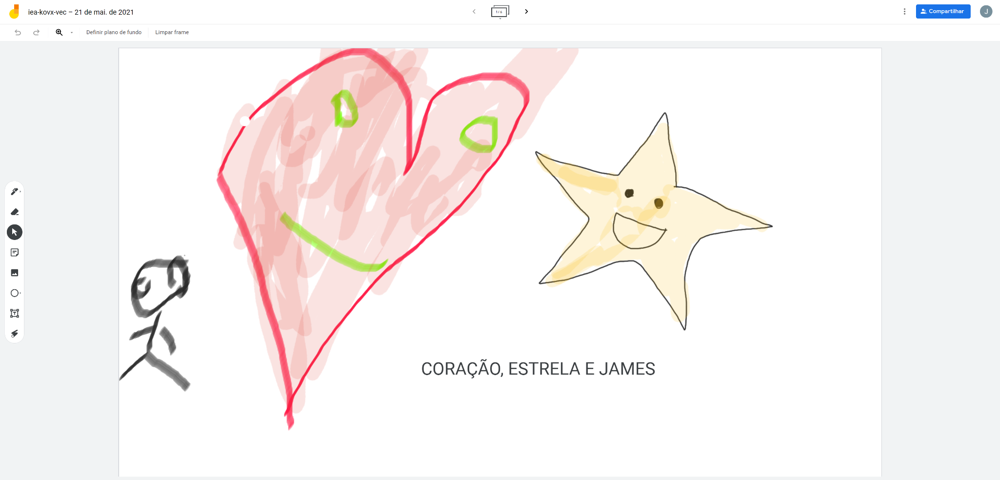 iea-kovx-vec – 21 de mai. de 2021
1/6
Compartilhar
J
Definir plano de fundo
Limpar frame
CORAÇÃO, ESTRELA E JAMES